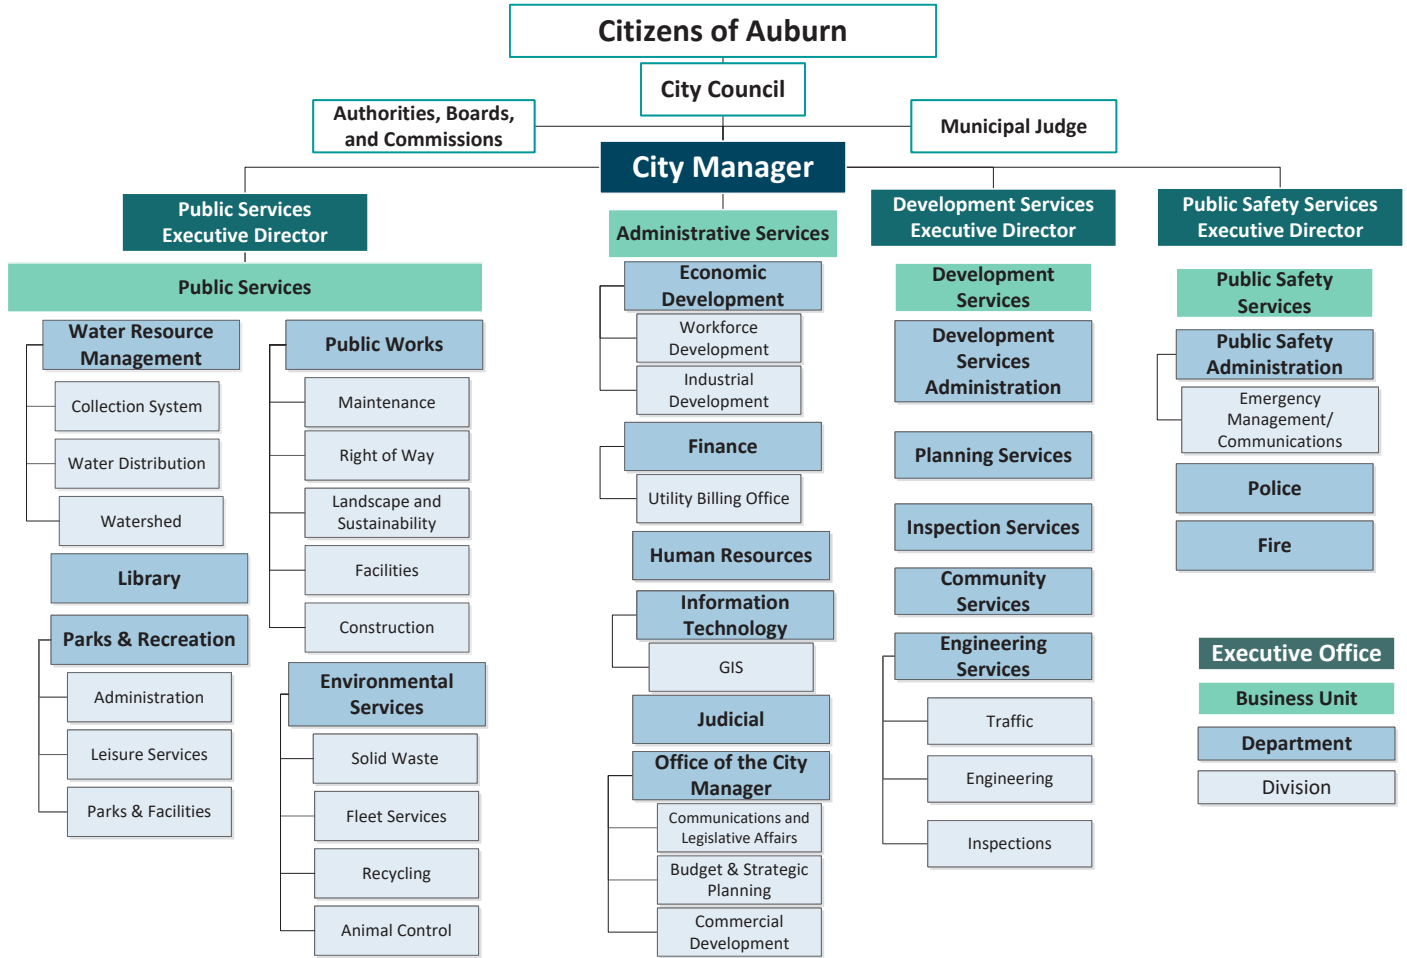 Citizens of Auburn
City Council
Authorities, Boards,
and Commissions
Municipal Judge
City Manager
Public Services
Executive Director
Public Services
Water Resource
Management
Collection System
Water Distribution
Watershed
Library
Parks & Recreation
Administration
Leisure Services
Parks & Facilities
Public Works
Maintenance
Right of Way
Landscape and
Sustainability
Facilities
Construction
Environmental
Services
Solid Waste
Fleet Services
Recycling
Animal Control
Administrative Services
Economic
Development
Workforce
Development
Industrial
Development
Finance
Utility Billing Office
Human Resources
Information
Technology
GIS
Judicial
Office of the City
Manager
Communications and
Legislative Affairs
Budget & Strategic
Planning
Commercial
Development
Development Services
Executive Director
Development
Services
Development
Services
Administration
Planning Services
Inspection Services
Community
Services
Engineering
Services
Traffic
Engineering
Inspections
Public Safety Services
Executive Director
Public Safety
Services
Public Safety
Administration
Emergency
Management/
Communications
Police
Fire
Executive Office
Business Unit
Department
Division